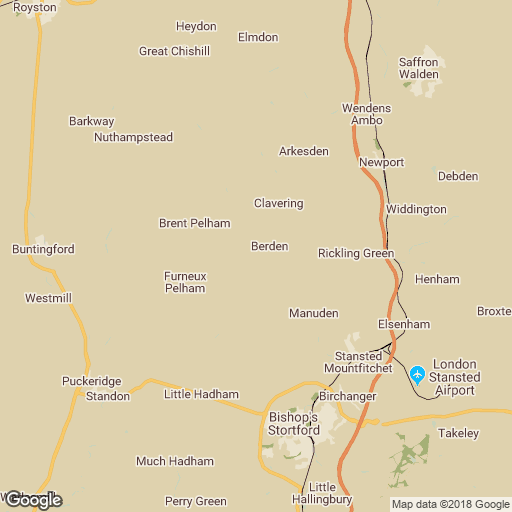 Royston
Heydon
Elmdon
Great Chishill
Saffron
Walden
Wendens
Ambo
Barkway
Nuthampstead
Arkesden
Newport
Debden
Clavering
Widdington
Brent Pelham
Berden
Buntingford
Rickling Green
Furneux
Pelham
Henham
Westmill
Manuden
Broxte
Elsenham
Stansted
Mountfitchet
London
Stansted
Airport
Puckeridge
Standon
Little Hadham
Birchanger
Bishop's
Stortford
Takeley
Much Hadham
Little
Hallingbury
Perry Green
Google
Google
Map data ©2018 Google